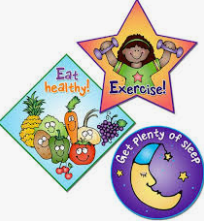 Eat
healthy!
Exercise!
Get plenty of sleep